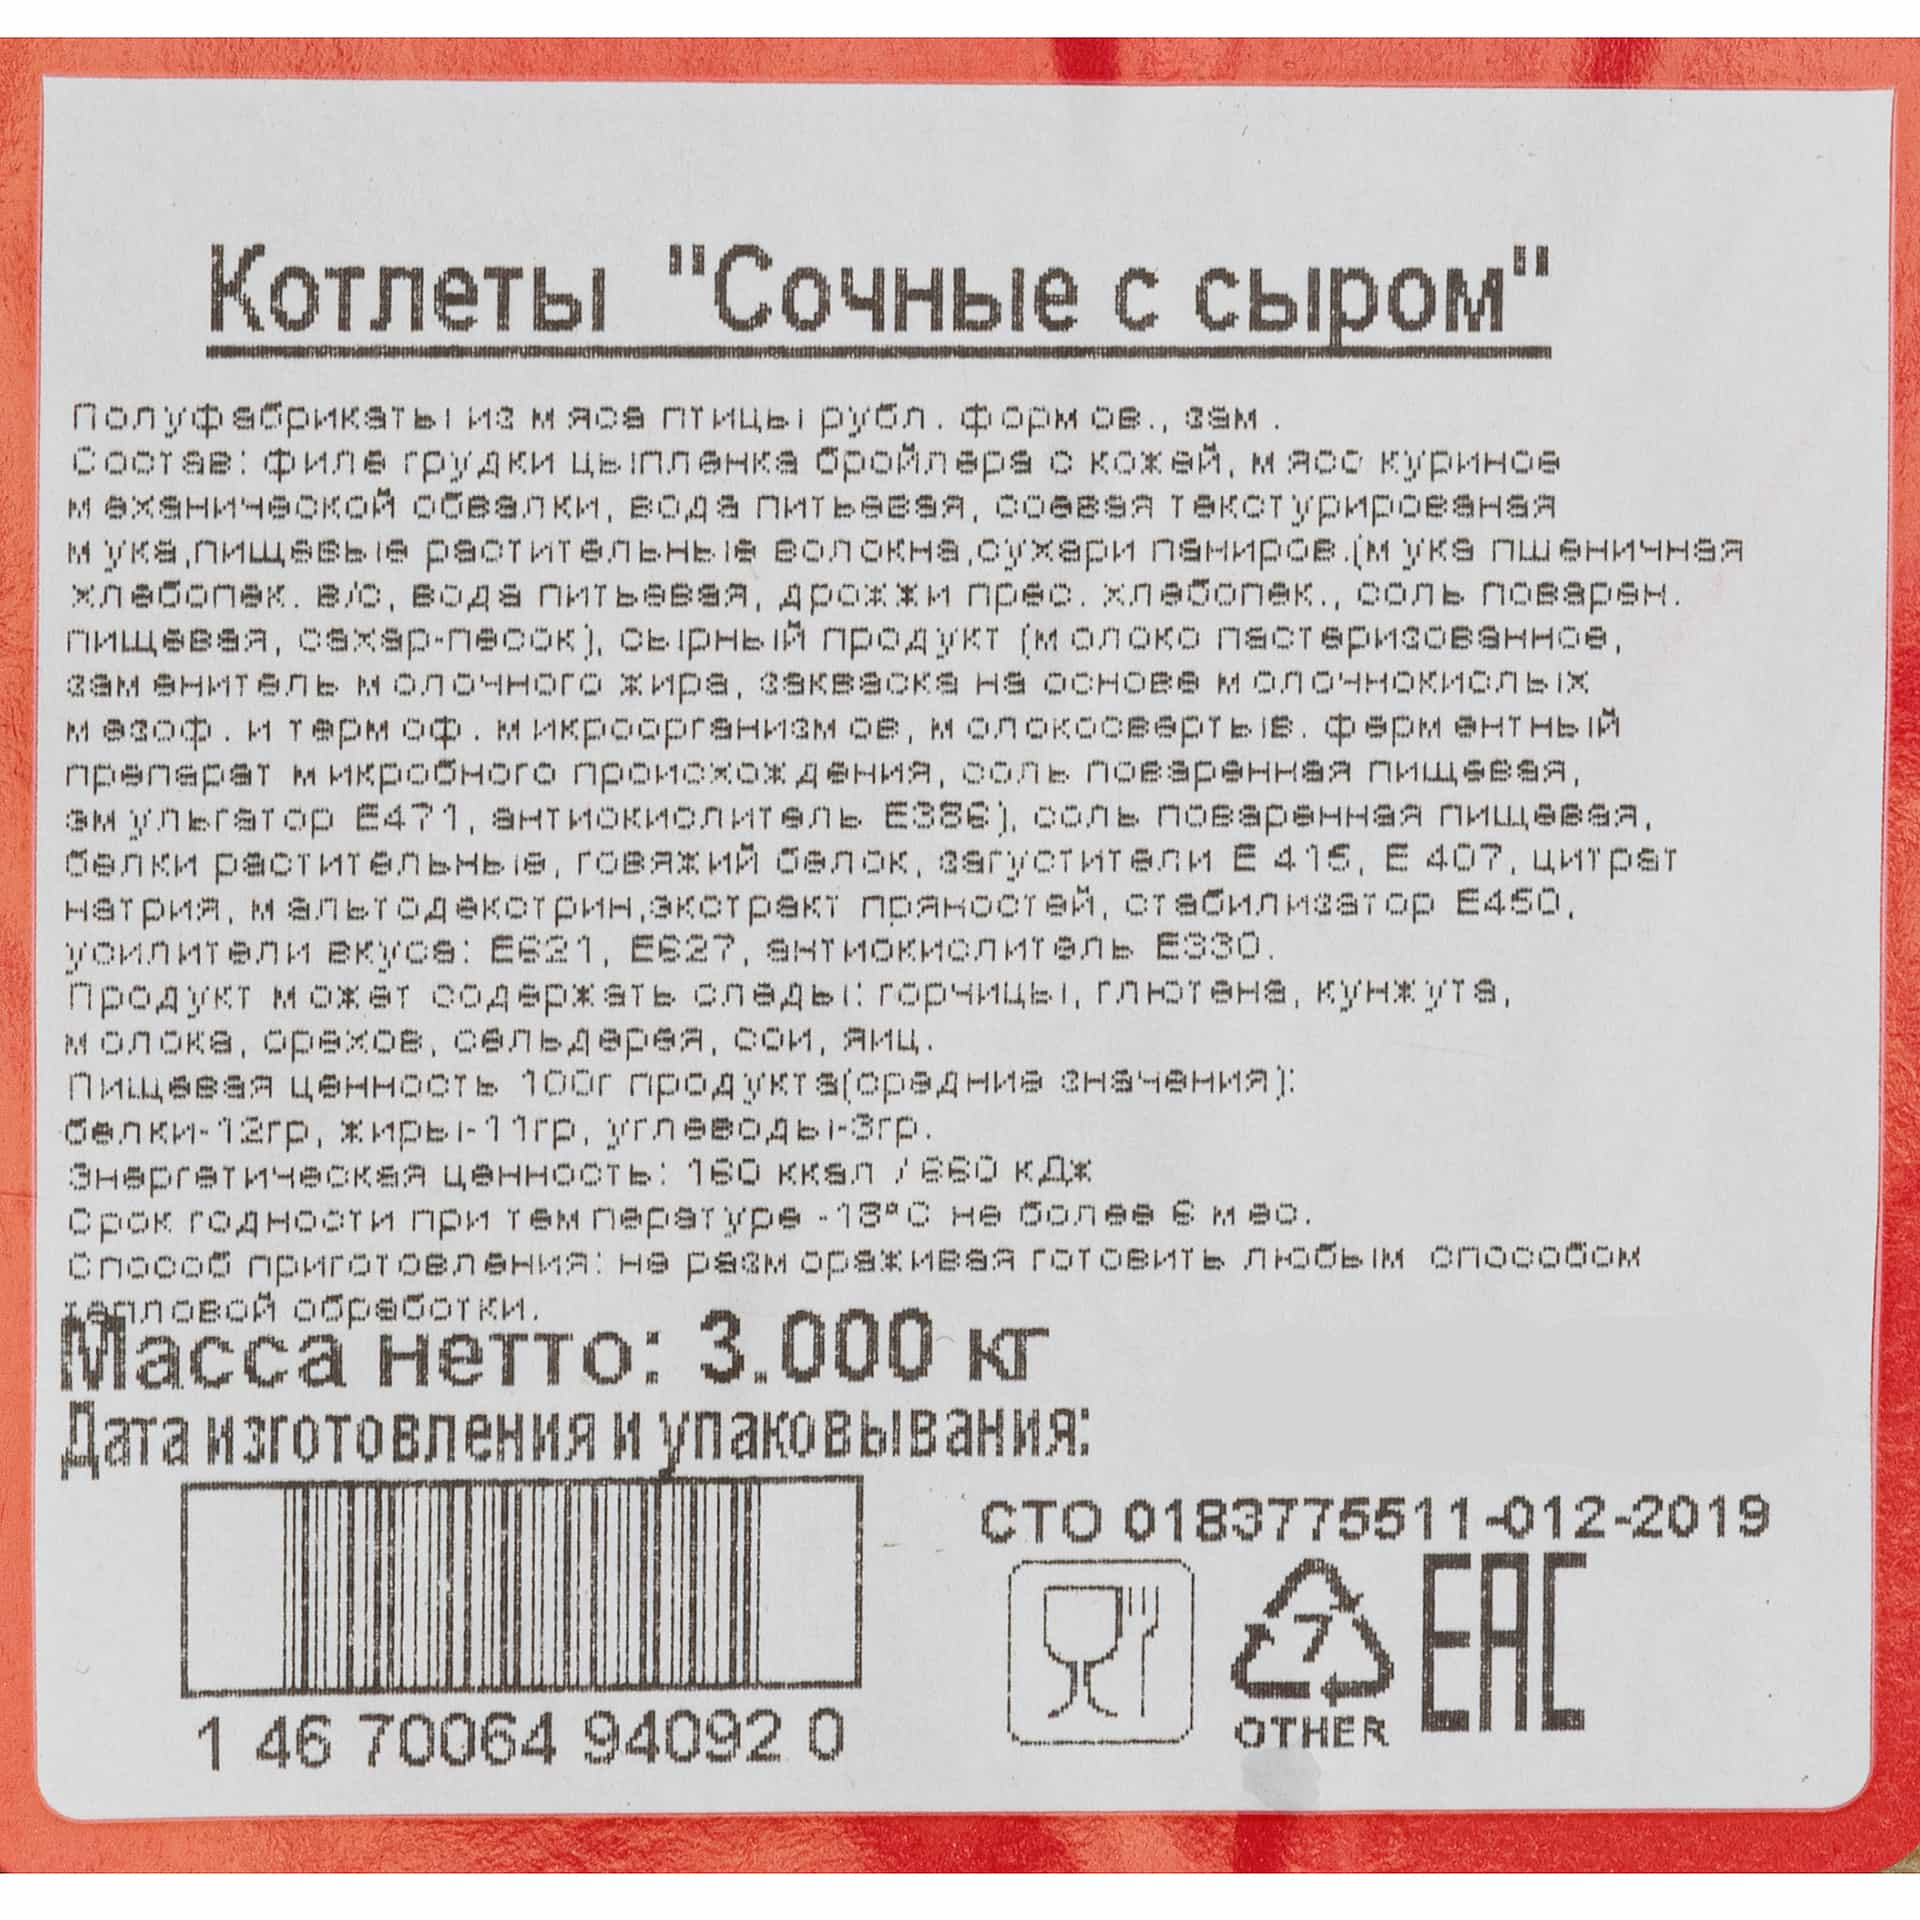 Котлеты "Сочные с сыром"
Полуфабрикаты из мяса птицы рубл. формов., зам.
Состав: филе грудки цыпленка бройлера с кожей, мясо куриное
механической обвалки, вода питьевая, соевая текстурированая
мука,пищевые растительные волокна,сухари паниров.(мука пшеничная
хлебопек. в/с, вода питьевая, дрожжи прес. хлебопек., соль поварен.
пищевая, сахар-песок), сырный продукт (молоко пастеризованное,
заменитель молочного жира, закваска на основе молочнокислых
мезоф. и термоф. микроорганизмов, молокосвертыв. ферментный
препарат микробного происхождения, соль поваренная пищевая,
эмульгатор Е471, антиокислитель Е386), соль поваренная пищевая,
белки растительные, говяжий белок, загустители Е 415, Е 407, цитрат
натрия, мальтодекстрин,экстракт пряностей, стабилизатор Е450,
усилители вкуса: Е621, Е627, антиокислитель Е330.
Продукт может содержать следы: горчицы, глютена, кунжута,
молока, орехов, сельдерея, сои, яиц.
Пищевая ценность 100г продукта(средние значения):
белки-12гр, жиры-11гр, углеводы-3гр.
Энергетическая ценность: 160 ккал / 660 кДж
Срок годности при температуре -18°С не более 6 мес.
Способ приготовления: не размораживая готовить любым способом
тепловой обработки.
Масса нетто: 3.000 кг
Дата изготовления и упаковывания:
СТО 0183775511-012-2019
7
OTHER
EAC
1 46 70064 94092 0